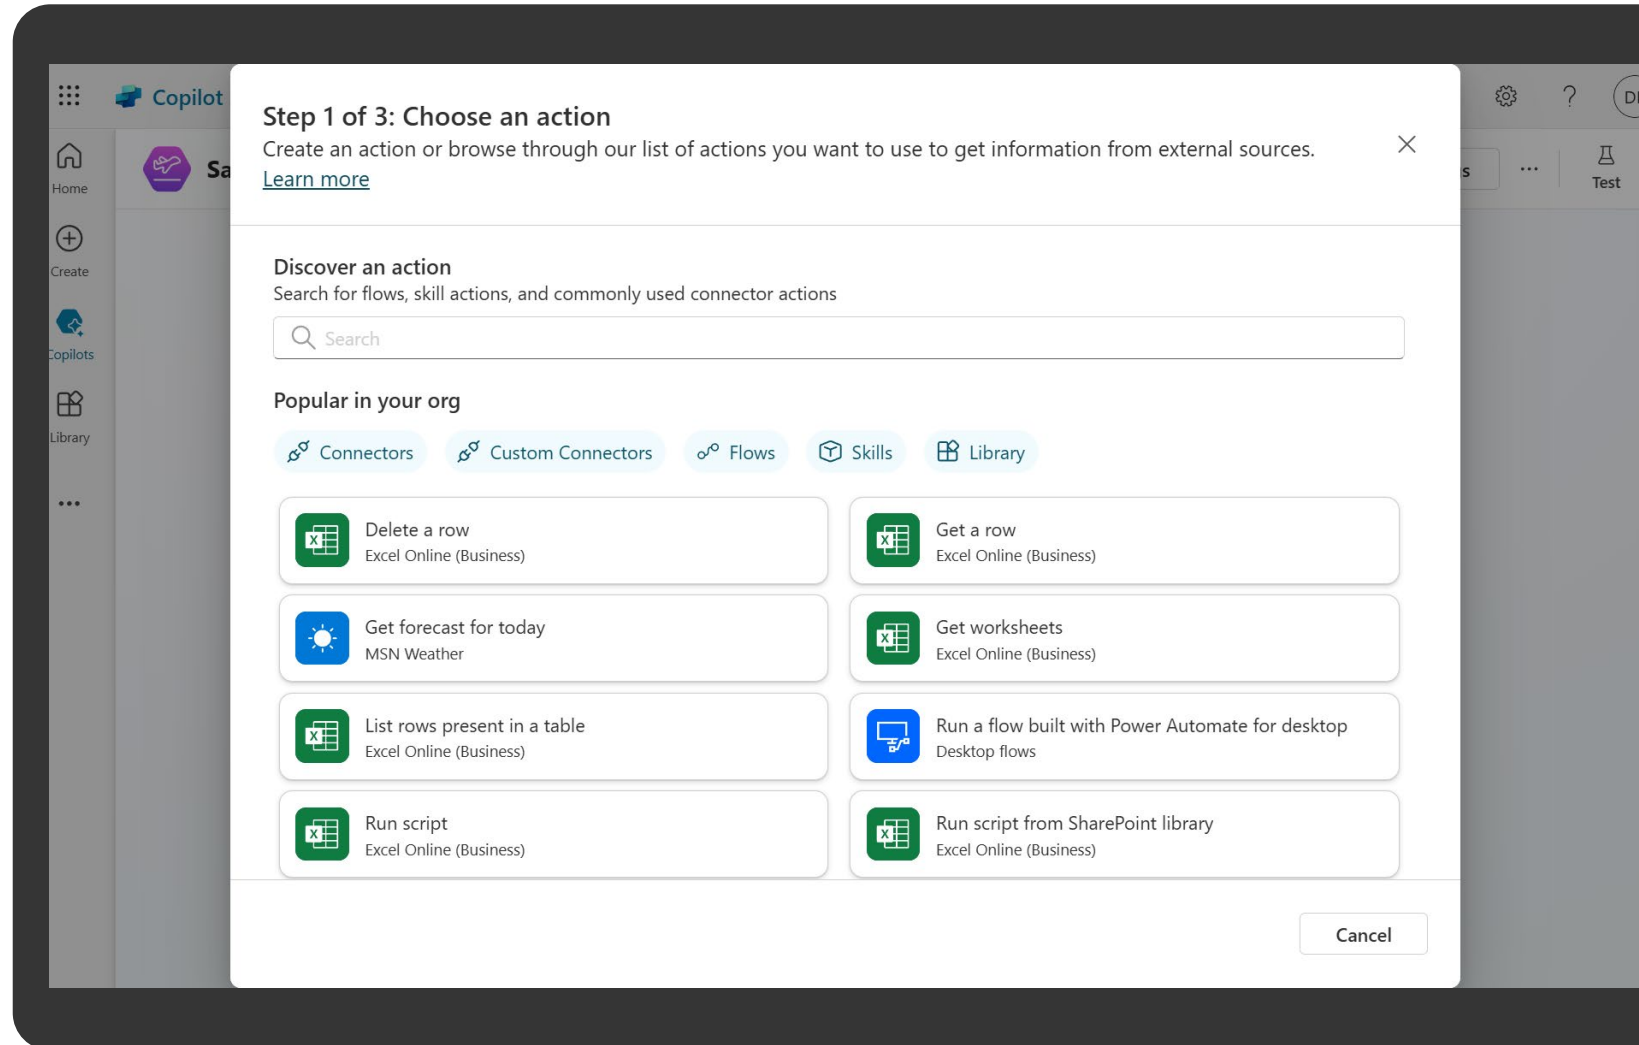 Copilot
Home
Create
Copilots
Library
Step 1 of 3: Choose an action
Create an action or browse through our list of actions you want to use to get information from external sources.
Learn more
Discover an action
Search for flows, skill actions, and commonly used connector actions
Search
Popular in your org
Connectors
Custom Connectors
Flows
Skills
Library
Delete a row
Excel Online (Business)
Get a row
Excel Online (Business)
Get forecast for today
MSN Weather
Get worksheets
Excel Online (Business)
List rows present in a table
Excel Online (Business)
Run a flow built with Power Automate for desktop
Desktop flows
Run script
Excel Online (Business)
Run script from SharePoint library
Excel Online (Business)
Cancel
?
Test